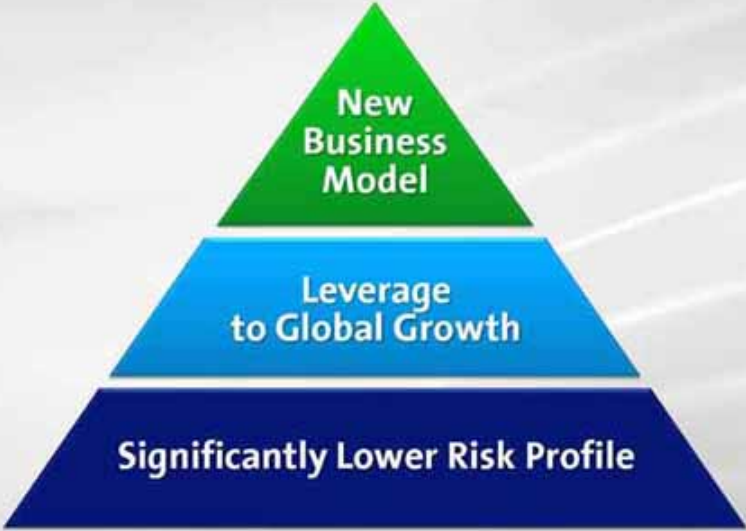 New
Business
Model
Leverage
to Global Growth
Significantly Lower Risk Profile